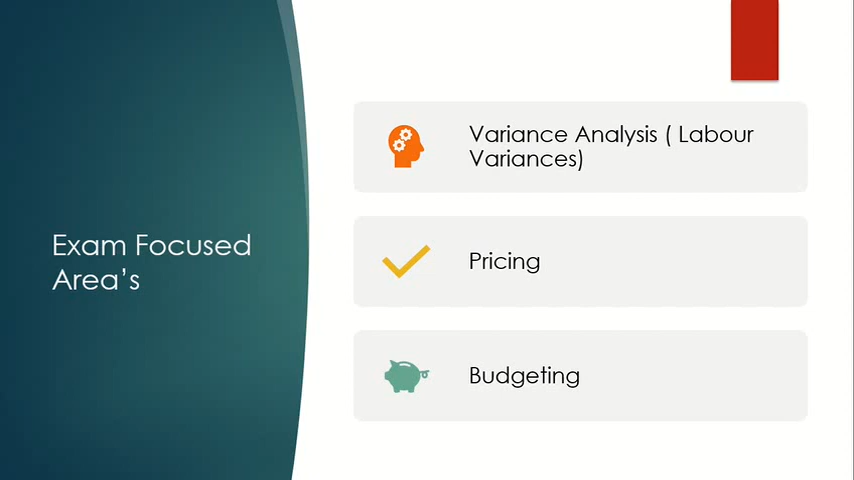 Exam Focused
Area's
Variance Analysis ( Labour
Variances)
Pricing
Budgeting